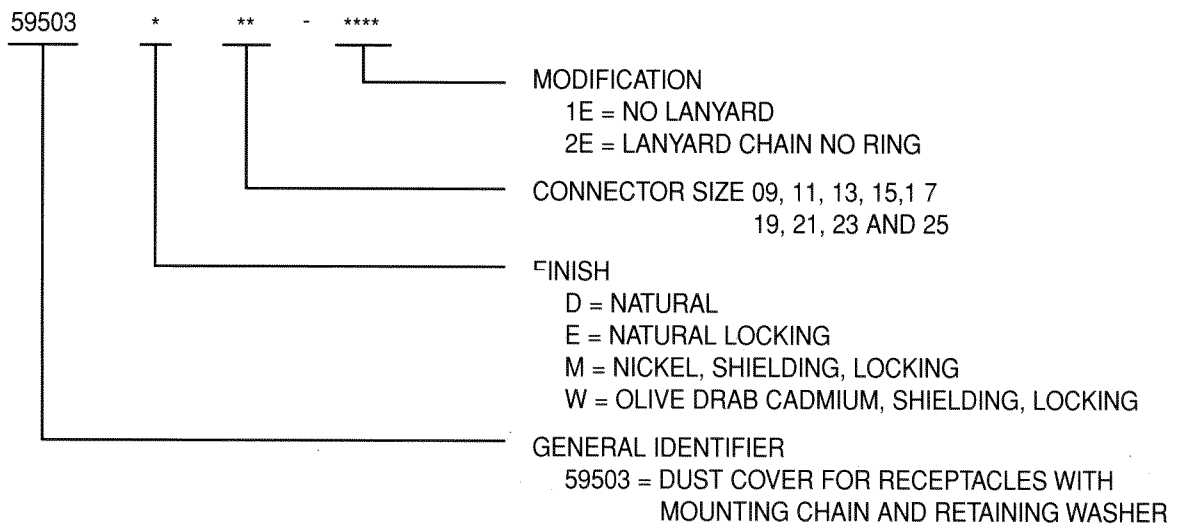 59503 * ** - ****
MODIFICATION
1E = NO LANYARD
2E = LANYARD CHAIN NO RING
CONNECTOR SIZE 09, 11, 13, 15,1 7
19, 21, 23 AND 25
FINISH
D = NATURAL
E = NATURAL LOCKING
M = NICKEL, SHIELDING, LOCKING
W = OLIVE DRAB CADMIUM, SHIELDING, LOCKING
GENERAL IDENTIFIER
59503 = DUST COVER FOR RECEPTACLES WITH
MOUNTING CHAIN AND RETAINING WASHER